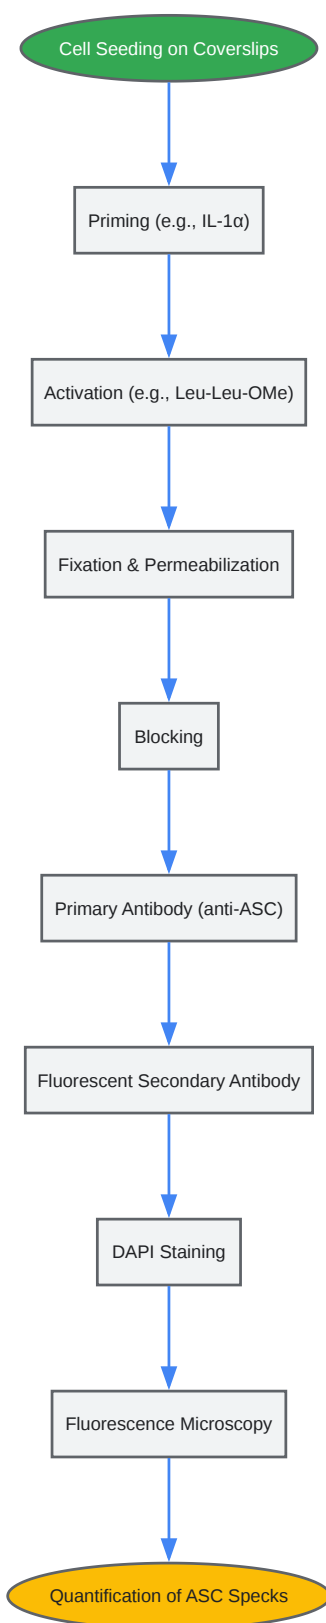 Cell Seeding on Coverslips
Priming (e.g., IL-1α)
Activation (e.g., Leu-Leu-OMe)
Fixation & Permeabilization
Blocking
Primary Antibody (anti-ASC)
Fluorescent Secondary Antibody
DAPI Staining
Fluorescence Microscopy
Quantification of ASC Specks